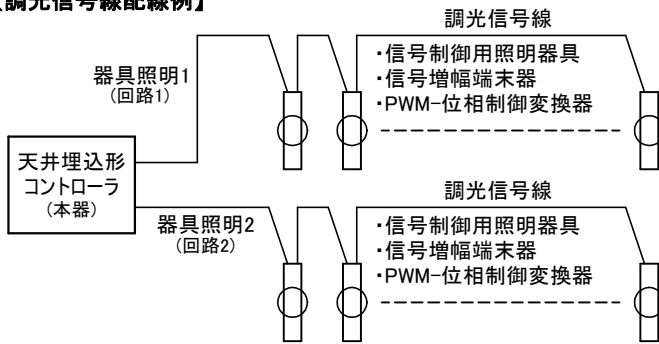 【調光信号線配線例】
調光信号線
・信号制御用照明器具
・信号増幅端末器
・PWM-位相制御変換器
器具照明1
(回路1)
天井埋込形
コントローラ
(本器)
器具照明2
(回路2)
調光信号線
・信号制御用照明器具
・信号増幅端末器
・PWM-位相制御変換器